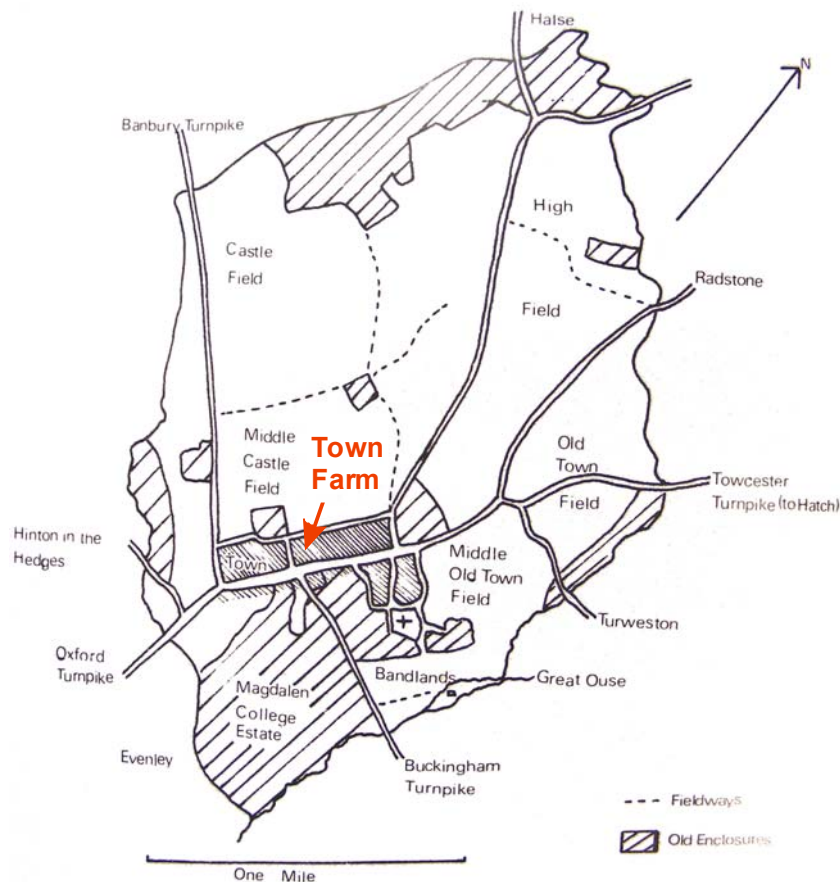 Halse
N
Banbury Turnpike
High
Castle
Field
Radstone
Field
Middle
Castle
Field
Town
Farm
Old
Town
Field
Towcester
Turnpike (to Hatch)
Hinton in the
Hedges
Town
Middle
Old Town
Field
Turweston
Oxford
Turnpike
Bandlands
Great Ouse
Magdalen
College
Estate
Evenley
Buckingham
Turnpike
Fieldways
Old Enclosures
One Mile